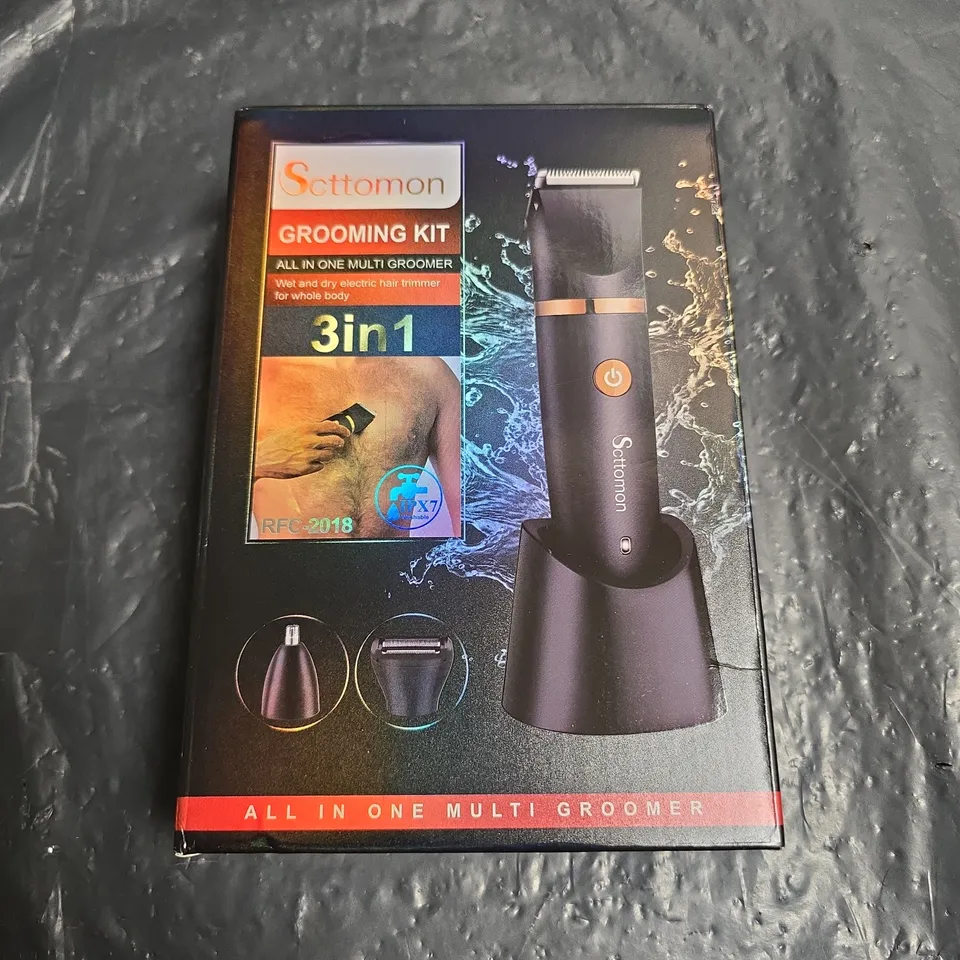 Scttomon
GROOMING KIT
ALL IN ONE MULTI GROOMER
Wet and dry electric hair trimmer
for whole body
3in1
IPX7
Washable
RFC-2018
Scttomon
ALL IN ONE MULTI GROOMER